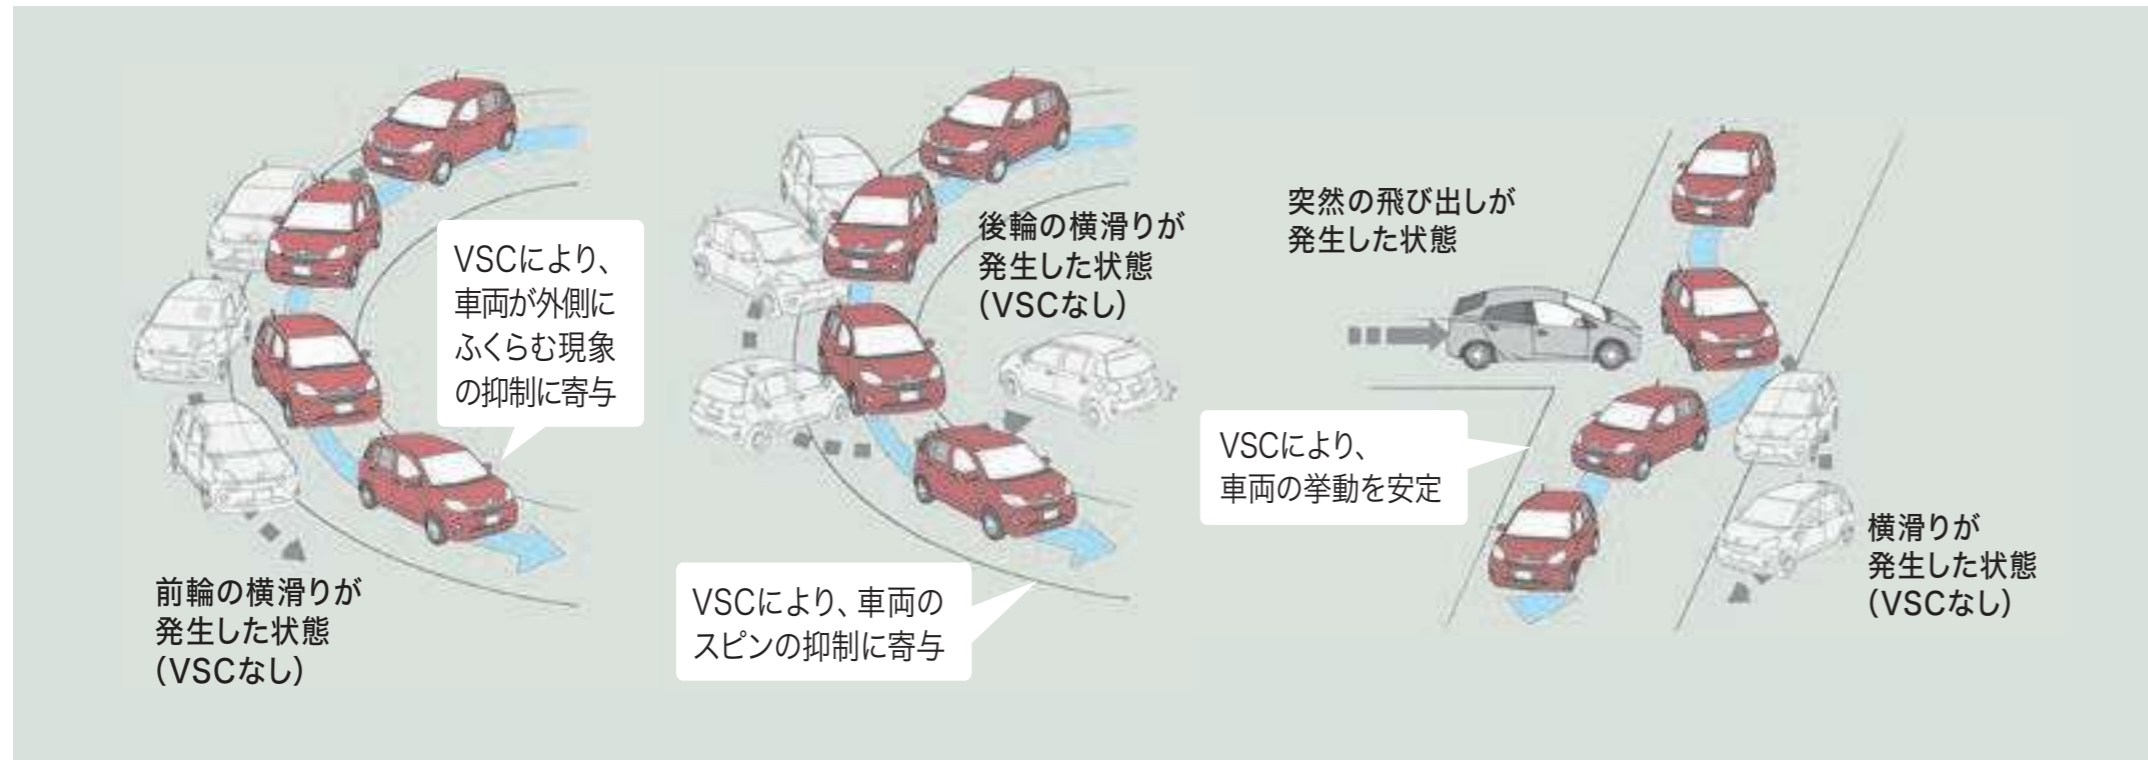 VSCにより、
車両が外側に
ふくらむ現象
の抑制に寄与
前輪の横滑りが
発生した状態
(VSCなし)
後輪の横滑りが
発生した状態
(VSCなし)
VSCにより、車両の
スピンの抑制に寄与
突然の飛び出しが
発生した状態
VSCにより、
車両の挙動を安定
横滑りが
発生した状態
(VSCなし)